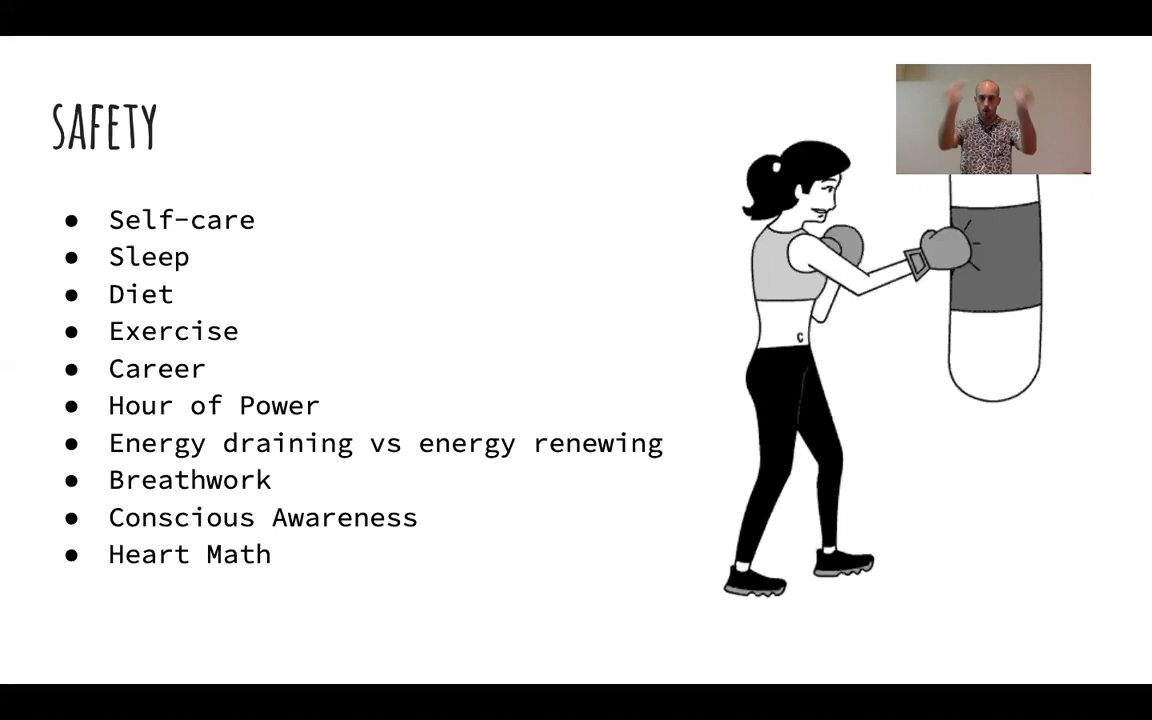 SAFETY
● Self-care
● Sleep
● Diet
● Exercise
● Career
● Hour of Power
● Energy draining vs energy renewing
● Breathwork
● Conscious Awareness
● Heart Math